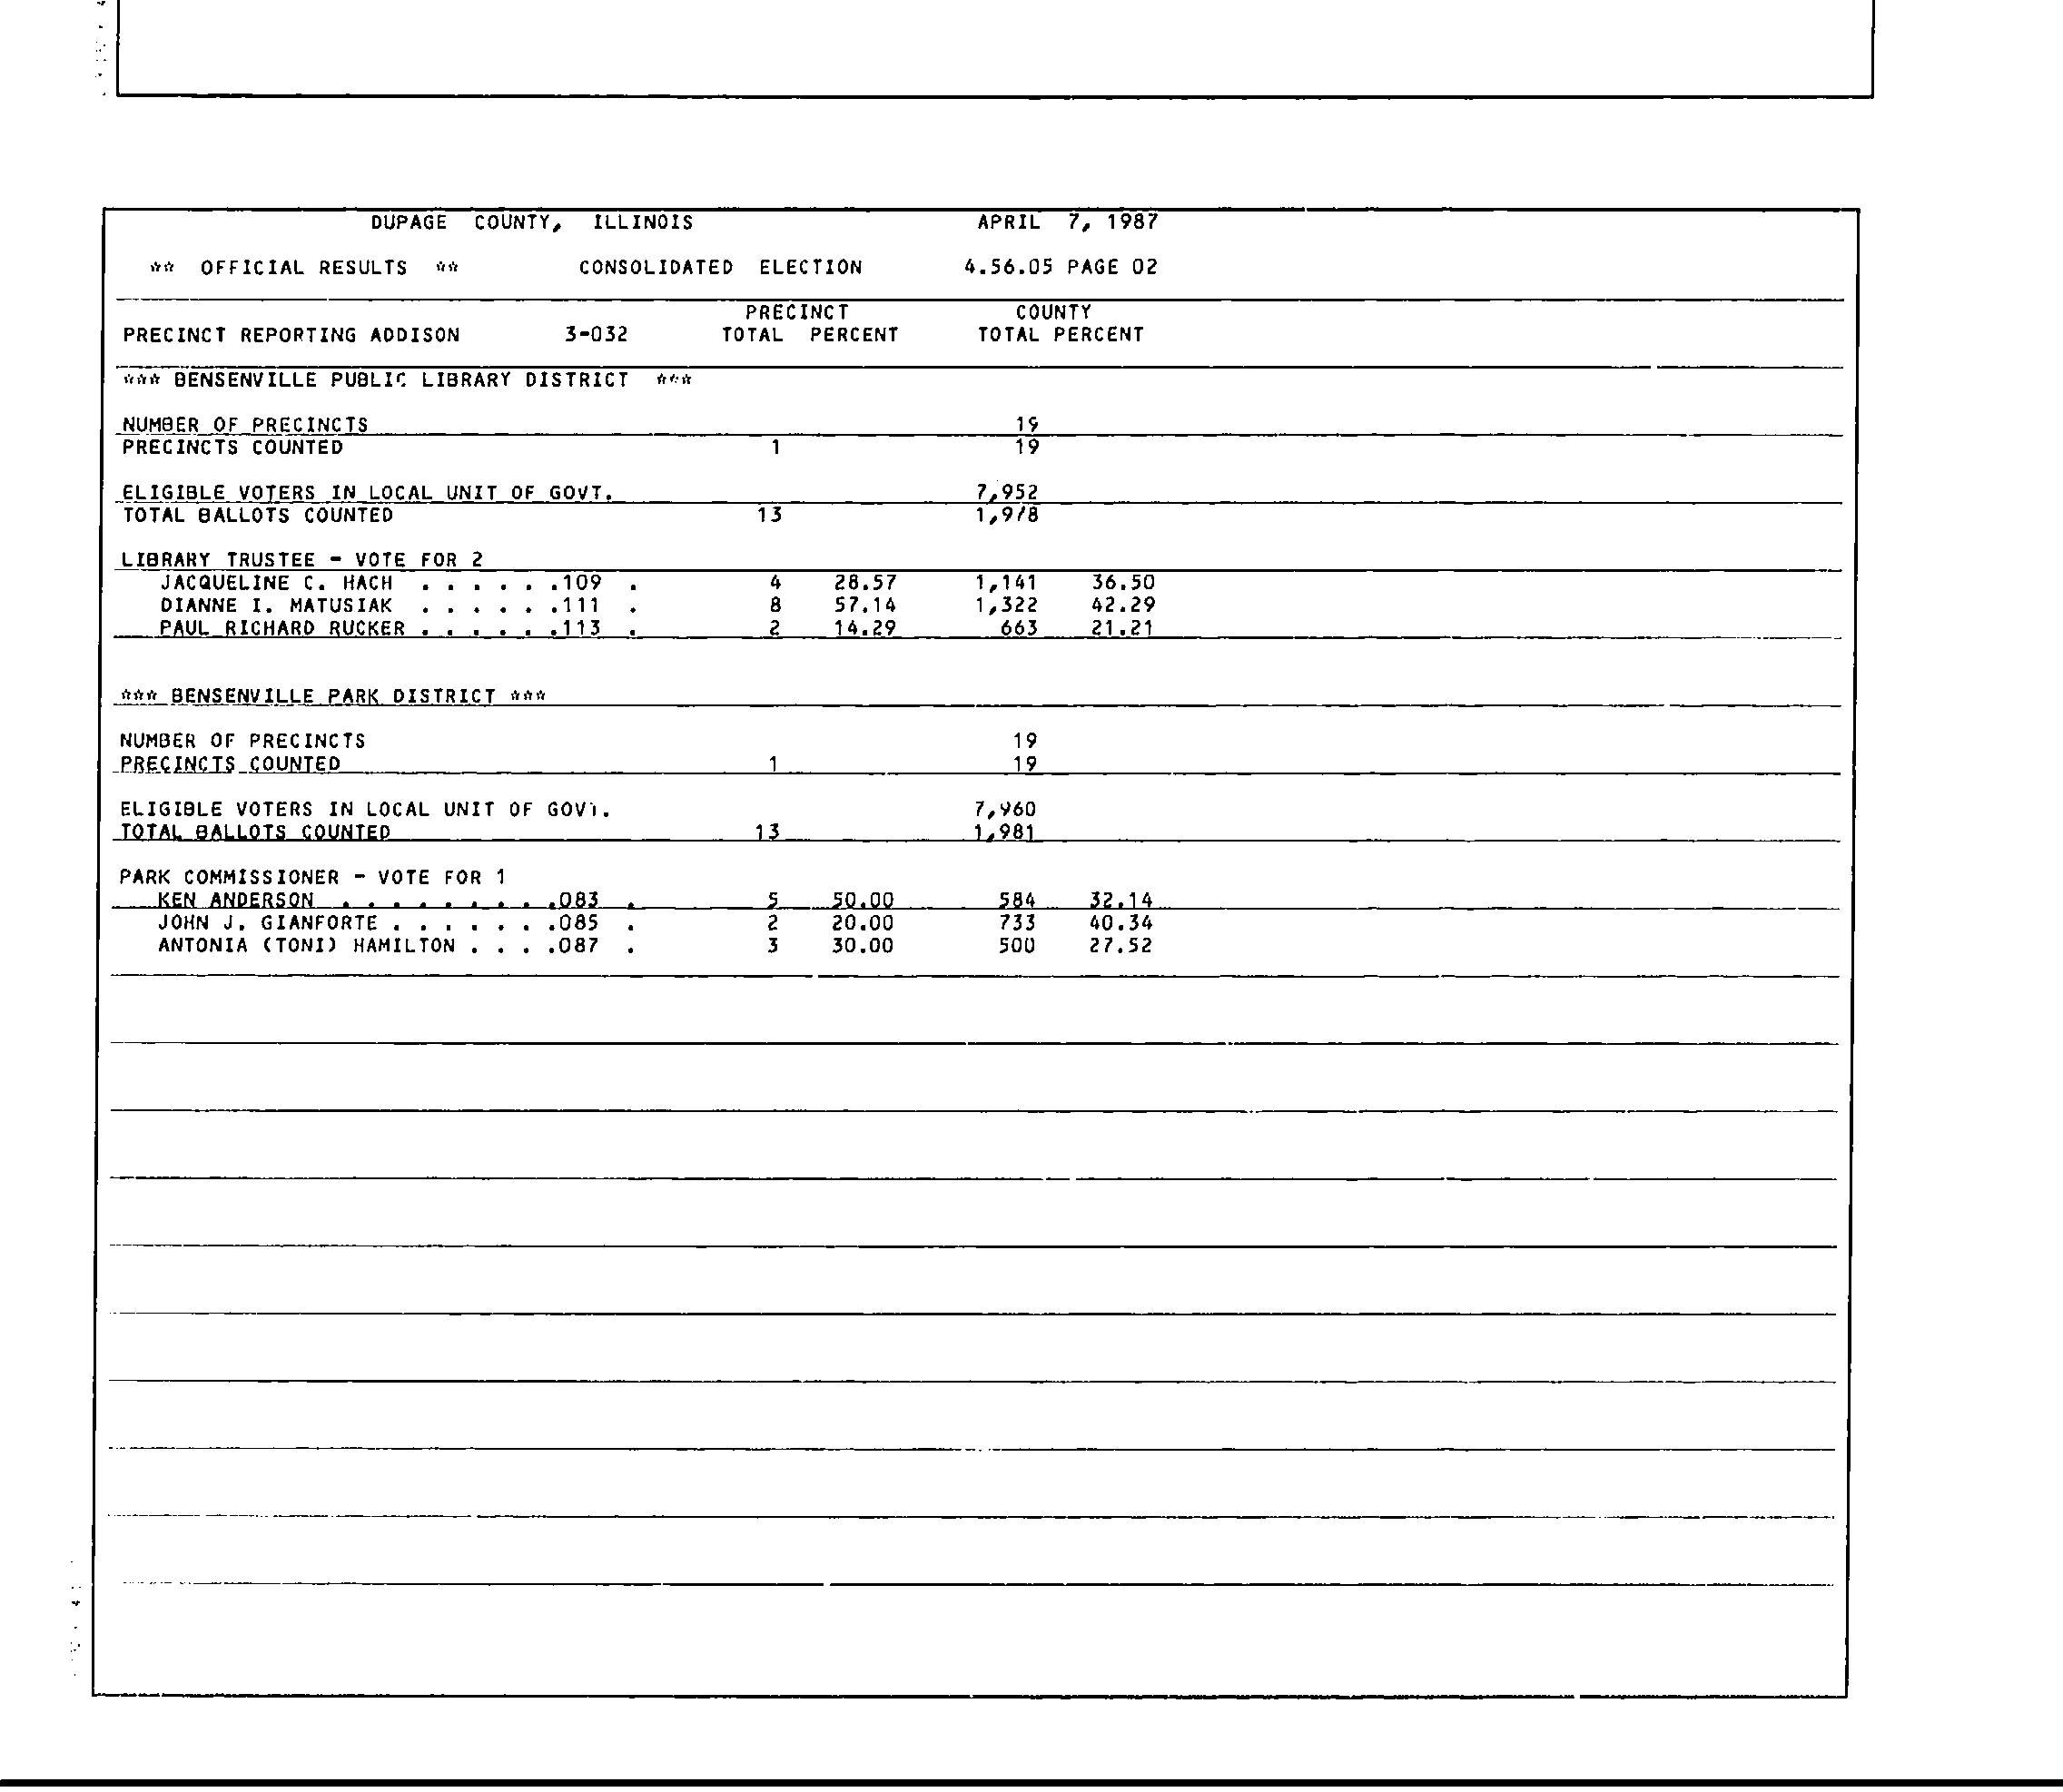 DUPAGE COUNTY, ILLINOIS APRIL 7, 1987
** OFFICIAL RESULTS ** CONSOLIDATED ELECTION 4.56.05 PAGE 02
PRECINCT COUNTY
PRECINCT REPORTING ADDISON 3-032 TOTAL PERCENT TOTAL PERCENT
*** BENSENVILLE PUBLIC LIBRARY DISTRICT ***
NUMBER OF PRECINCTS 19
PRECINCTS COUNTED 1 19
ELIGIBLE VOTERS IN LOCAL UNIT OF GOVT. 7,952
TOTAL BALLOTS COUNTED 13 1,978
LIBRARY TRUSTEE - VOTE FOR 2
JACQUELINE C. HACH . . . . . .109 . 4 28.57 1,141 36.50
DIANNE I. MATUSIAK . . . . . .111 . 8 57.14 1,322 42.29
PAUL RICHARD RUCKER . . . . . .113 . 2 14.29 663 21.21
*** BENSENVILLE PARK DISTRICT ***
NUMBER OF PRECINCTS 19
PRECINCTS COUNTED 1 19
ELIGIBLE VOTERS IN LOCAL UNIT OF GOVT. 7,960
TOTAL BALLOTS COUNTED 13 1,981
PARK COMMISSIONER - VOTE FOR 1
KEN ANDERSON . . . . . . . . .083 . 5 50.00 584 32.14
JOHN J. GIANFORTE . . . . . . .085 . 2 20.00 733 40.34
ANTONIA (TONI) HAMILTON . . . .087 . 3 30.00 500 27.52